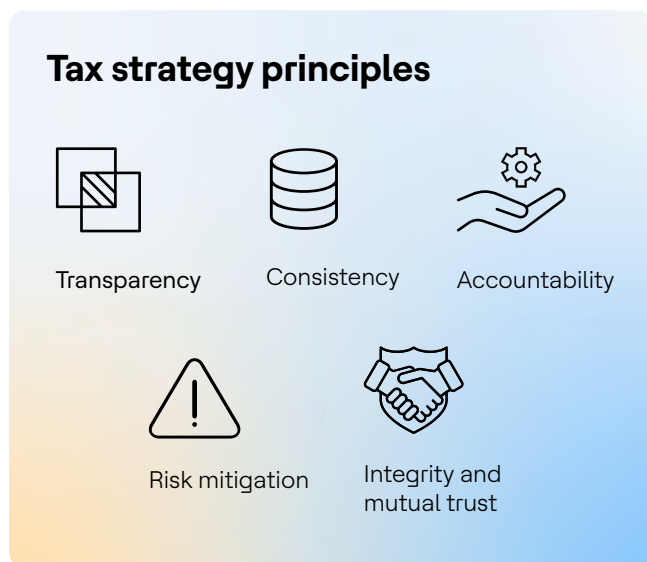 Tax strategy principles
Transparency
Consistency
Accountability
Risk mitigation
Integrity and
mutual trust